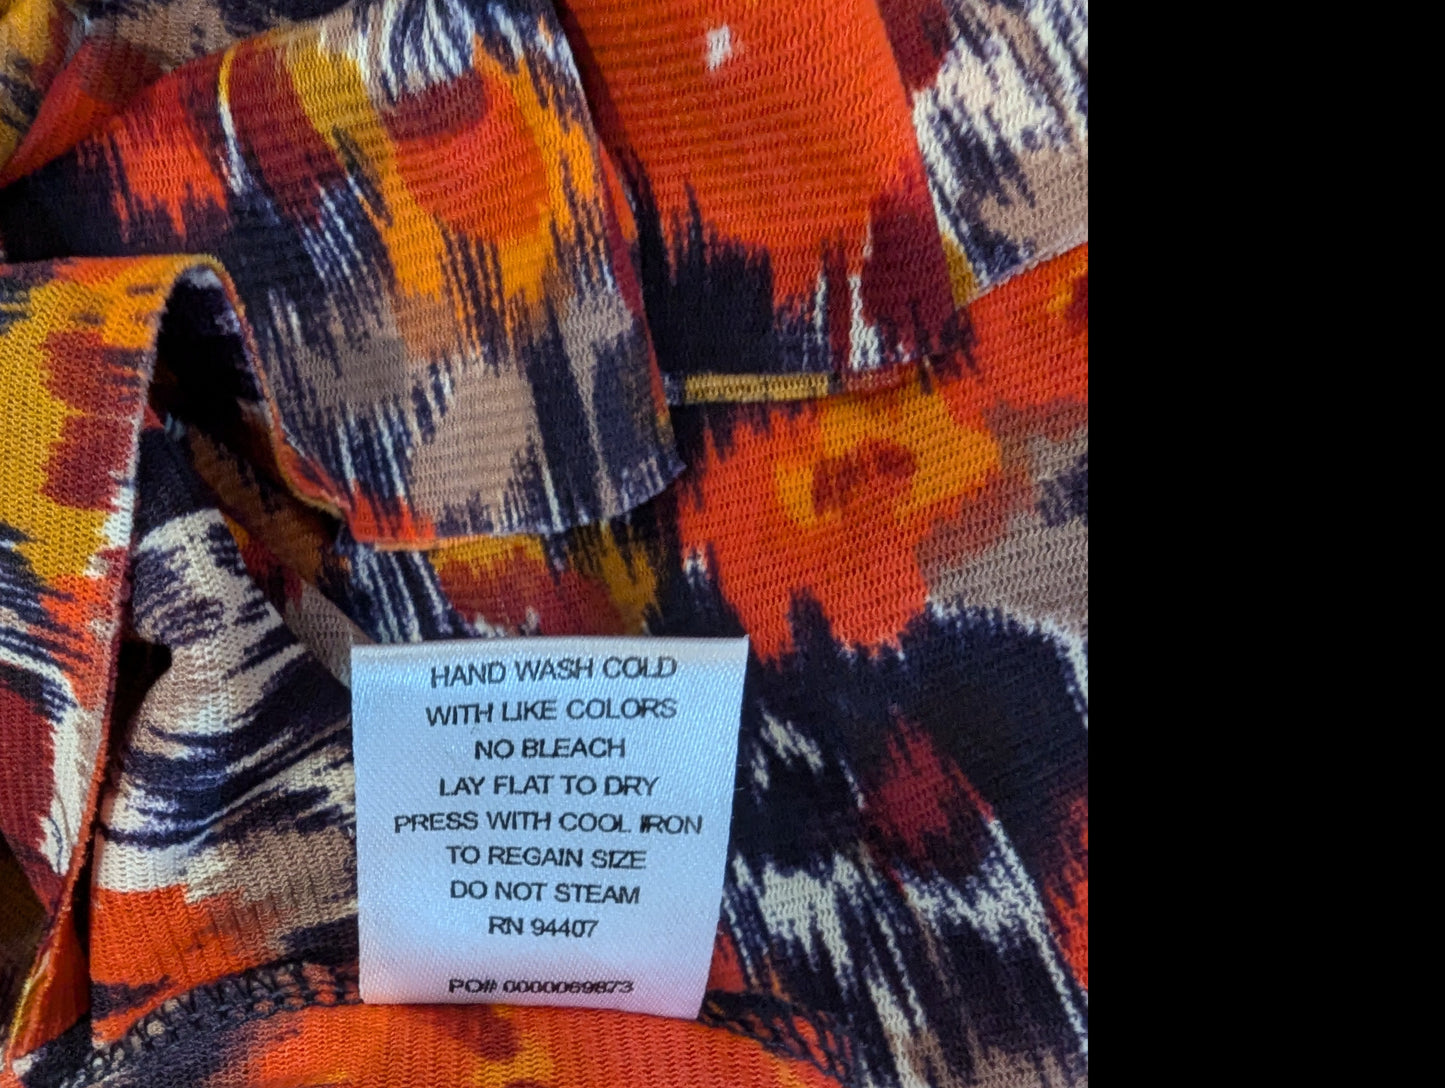 HAND WASH COLD
WITH LIKE COLORS
NO BLEACH
LAY FLAT TO DRY
PRESS WITH COOL IRON
TO REGAIN SIZE
DO NOT STEAM
RN 94407
PO# 0000069873